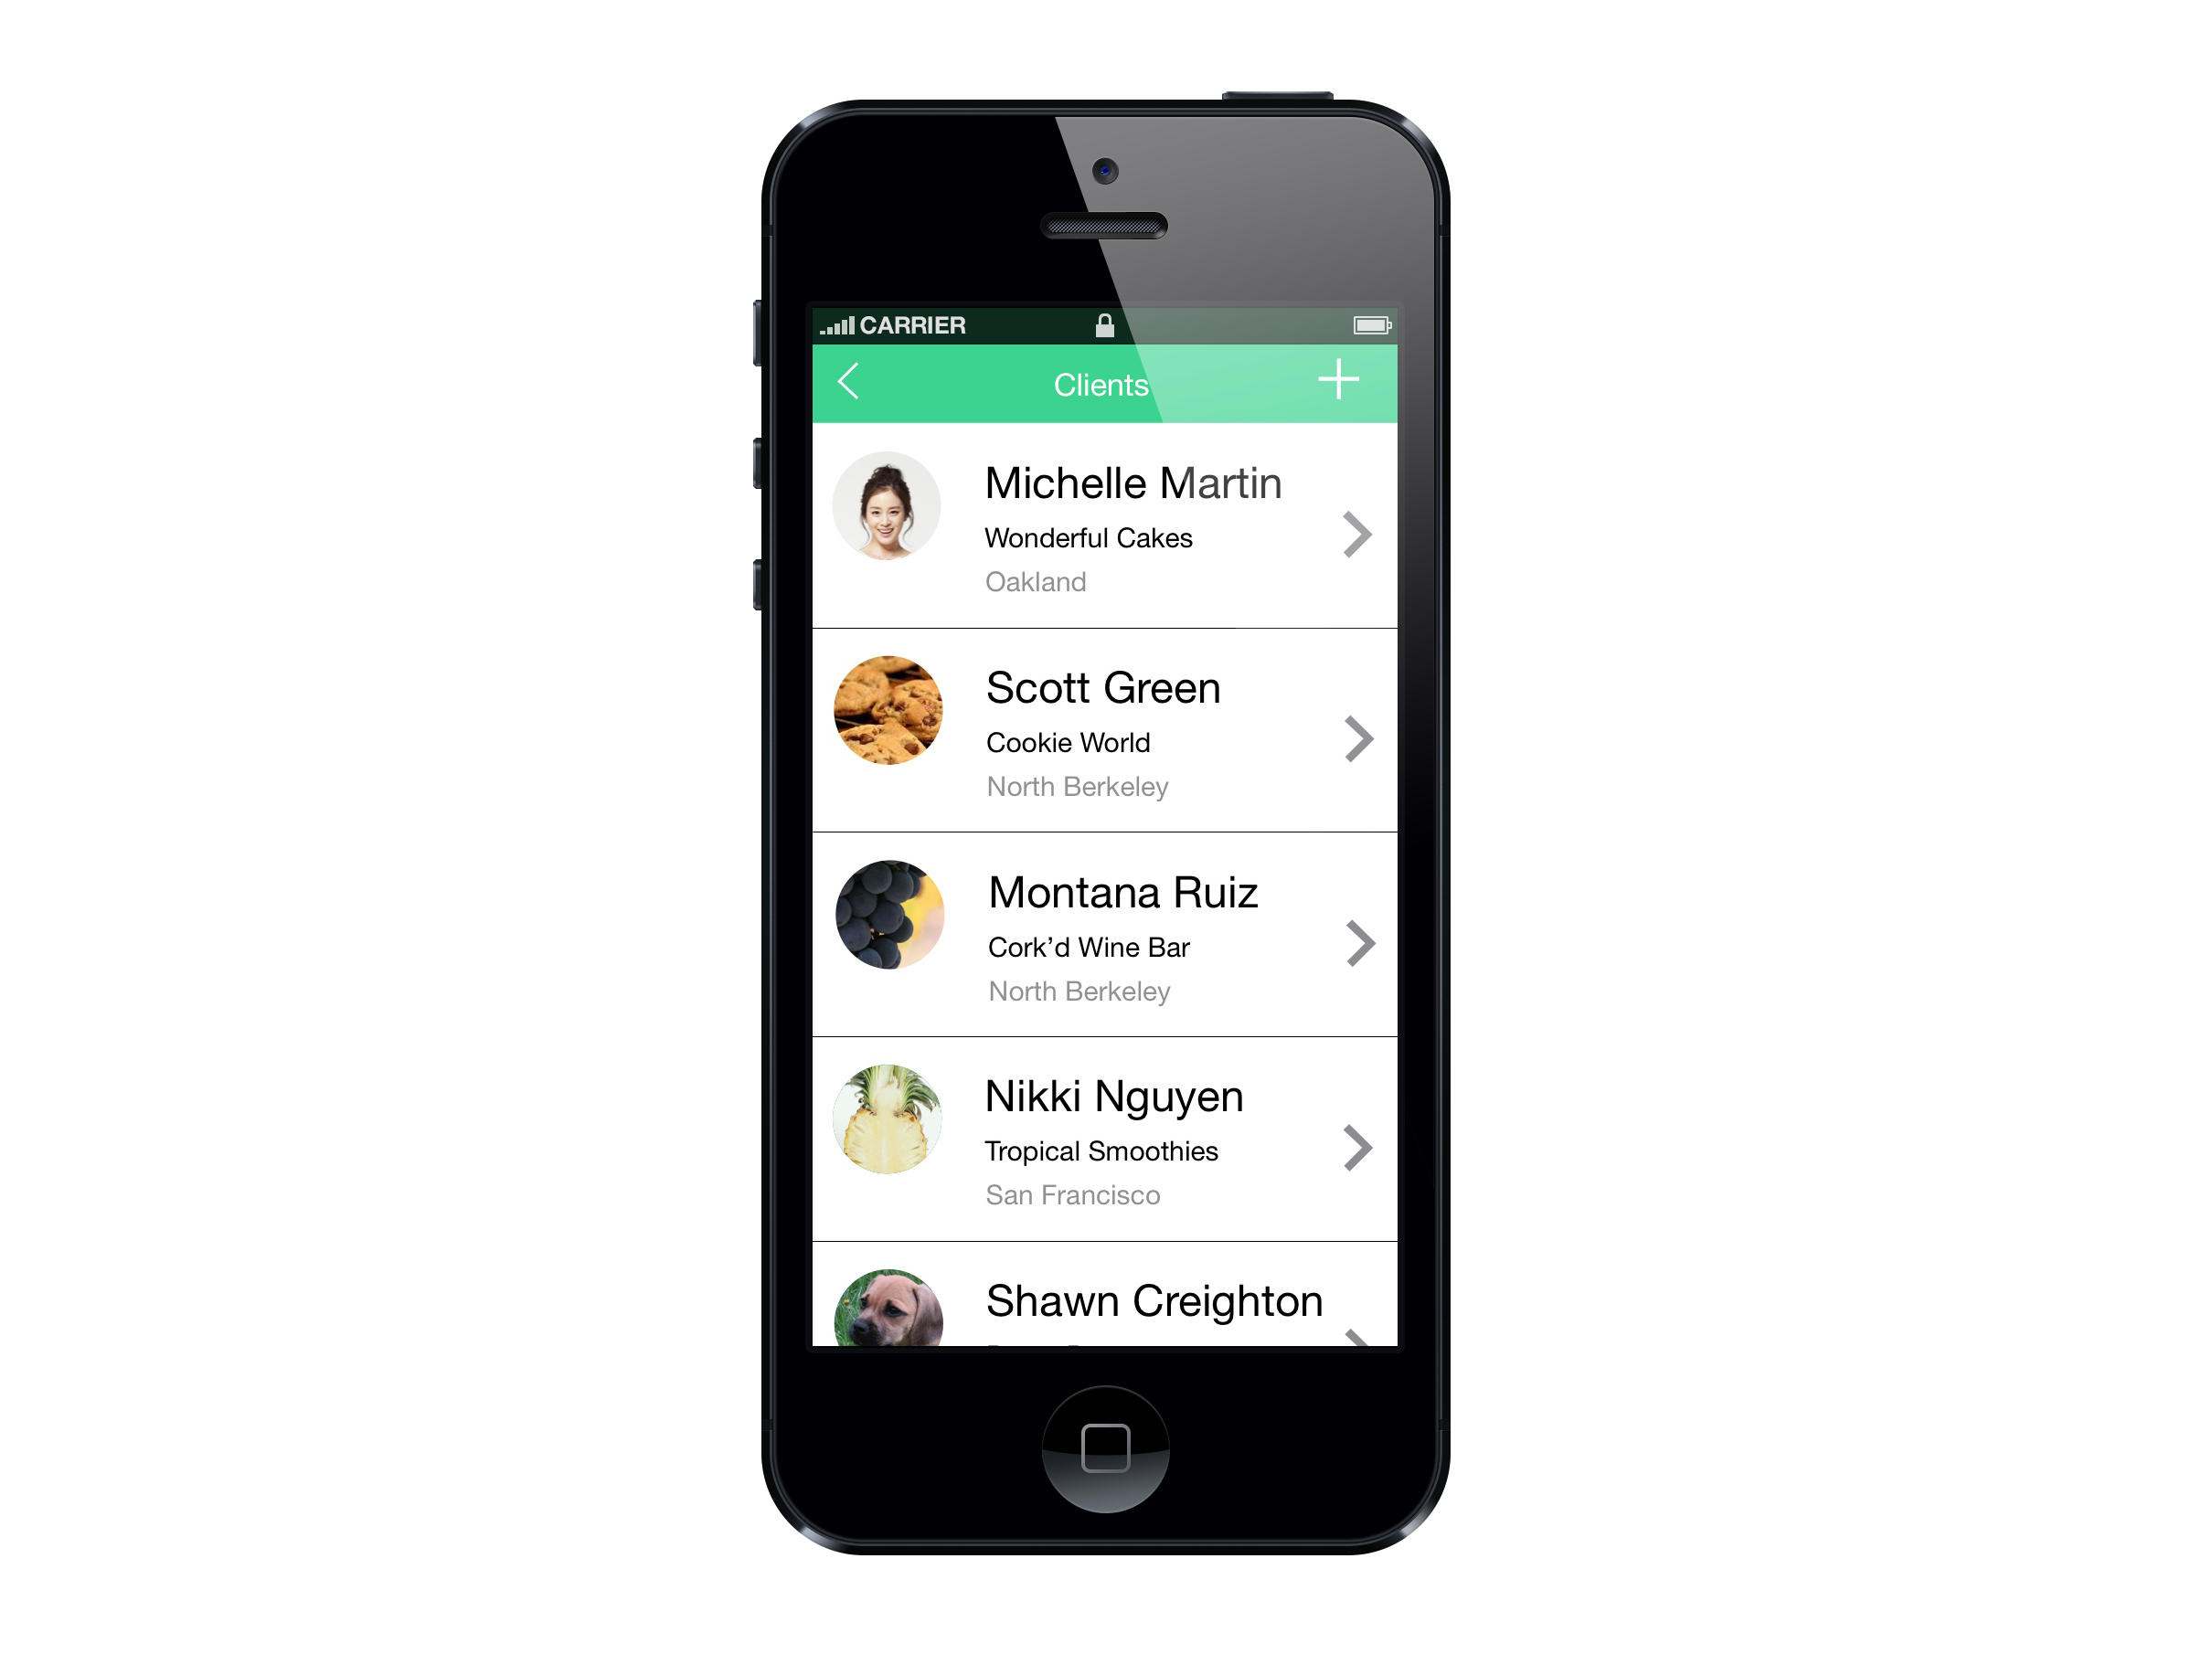 CARRIER
Clients
Michelle Martin
Wonderful Cakes
Oakland
Scott Green
Cookie World
North Berkeley
Montana Ruiz
Cork’d Wine Bar
North Berkeley
Nikki Nguyen
Tropical Smoothies
San Francisco
Shawn Creighton